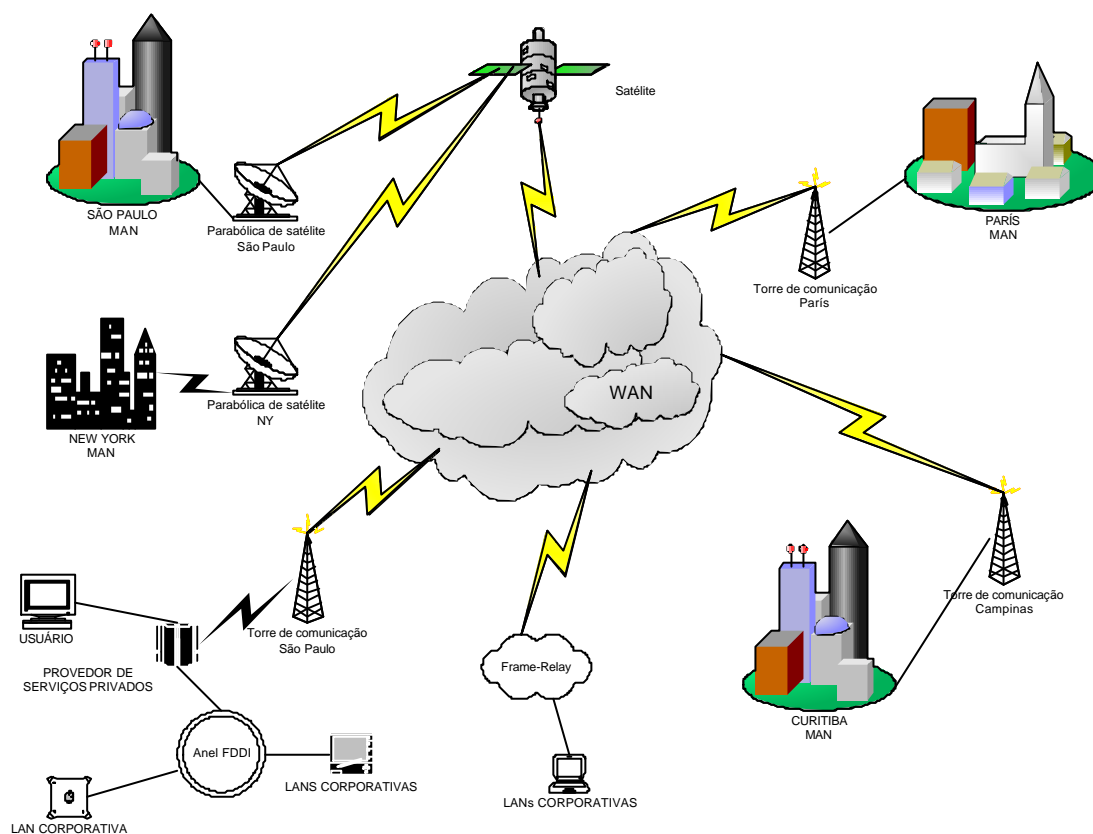 Satélite
SÃO PAULO
MAN
Parabólica de satélite
São Paulo
PARÍS
MAN
Torre de comunicação
París
WAN
Parabólica de satélite
NY
NEW YORK
MAN
Torre de comunicação
São Paulo
Torre de comunicação
Campinas
USUÁRIO
PROVEDOR DE
SERVIÇOS PRIVADOS
Frame-Relay
CURITIBA
MAN
Anel FDDI
LANS CORPORATIVAS
LANs CORPORATIVAS
LAN CORPORATIVA